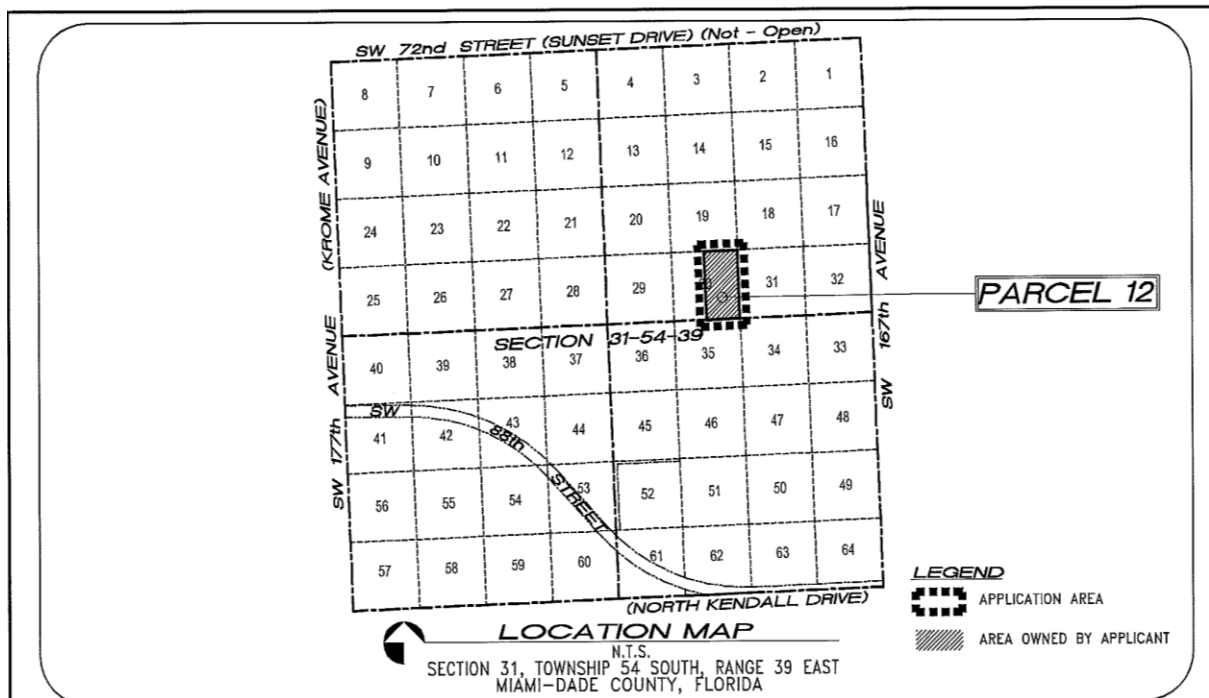 SW 72nd STREET (SUNSET DRIVE) (Not - Open)
8 7 6 5 4 3 2 1
9 10 11 12 13 14 15 16
24 23 22 21 20 19 18 17
25 26 27 28 29 31 32
SECTION 31-54-39
40 39 38 37 36 35 34 33
41 42 43 44 45 46 47 48
56 55 54 53 52 51 50 49
57 58 59 60 61 62 63 64
SW 177th AVENUE (KROME AVENUE)
SW 167th AVENUE
SW 88th STREET
(NORTH KENDALL DRIVE)
PARCEL 12
LEGEND
APPLICATION AREA
AREA OWNED BY APPLICANT
LOCATION MAP
N.T.S.
SECTION 31, TOWNSHIP 54 SOUTH, RANGE 39 EAST
MIAMI-DADE COUNTY, FLORIDA